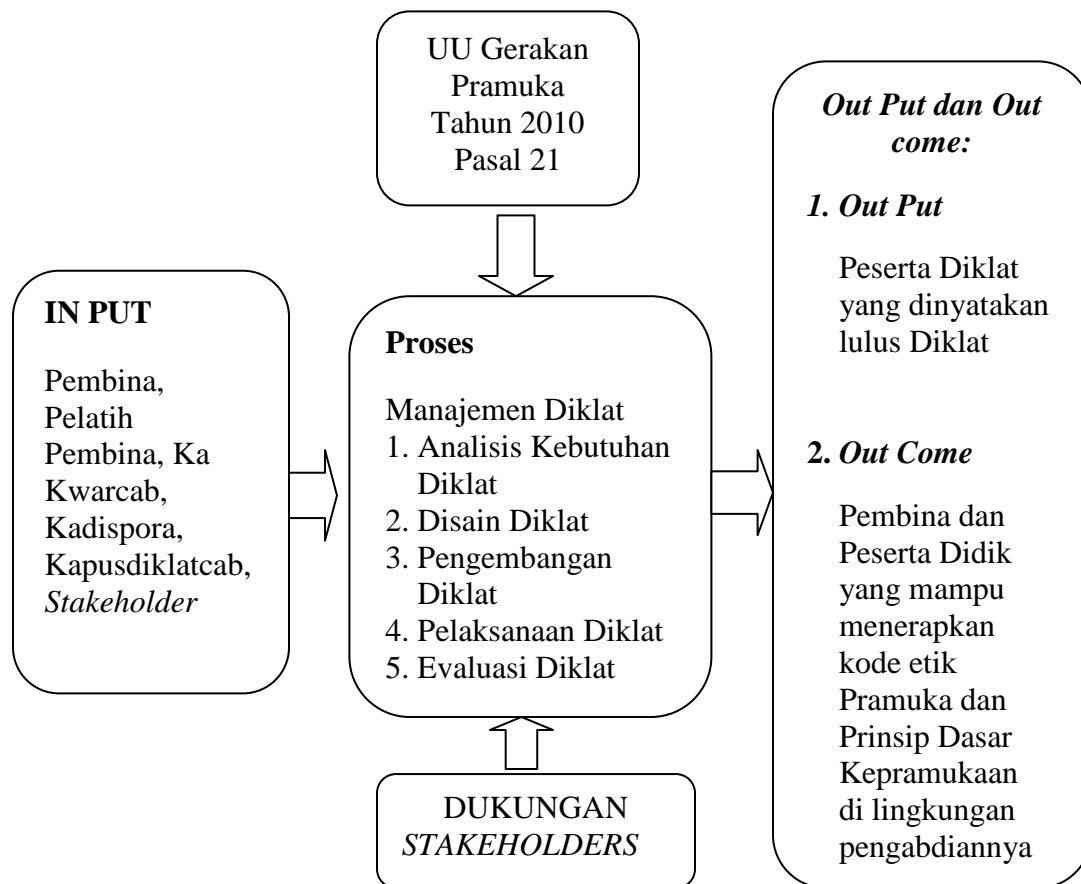 UU Gerakan
Pramuka
Tahun 2010
Pasal 21
IN PUT
Pembina,
Pelatih
Pembina, Ka
Kwarcab,
Kadispora,
Kapusdiklatcab,
Stakeholder
Proses
Manajemen Diklat
1. Analisis Kebutuhan
Diklat
2. Disain Diklat
3. Pengembangan
Diklat
4. Pelaksanaan Diklat
5. Evaluasi Diklat
DUKUNGAN
STAKEHOLDERS
Out Put dan Out
come:
1. Out Put
Peserta Diklat
yang dinyatakan
lulus Diklat
2. Out Come
Pembina dan
Peserta Didik
yang mampu
menerapkan
kode etik
Pramuka dan
Prinsip Dasar
Kepramukaan
di lingkungan
pengabdiannya